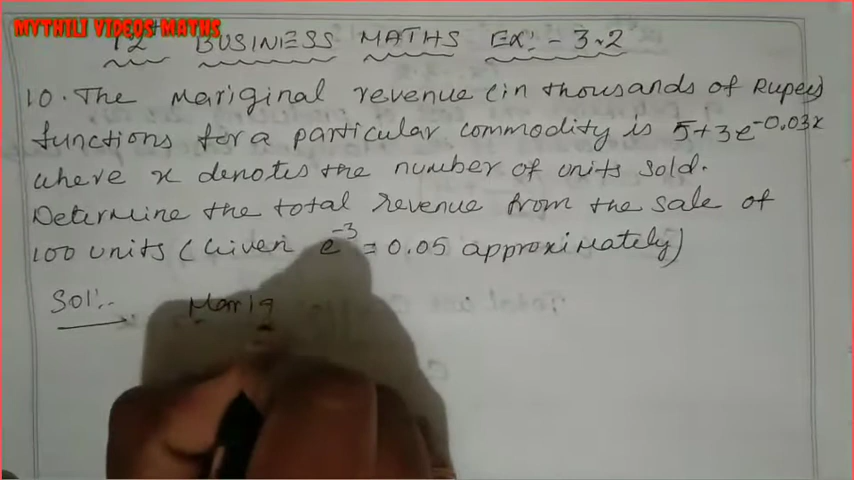 MYTHILI VIDEOS MATHS
12th BUSINESS MATHS EX:- 3.2
10. The Mariginal revenue (in thousands of Rupees)
functions for a particular commodity is 5+3e^-0.03x
where x denotes the number of units sold.
Determine the total revenue from the sale of
100 units (Given e^-3 = 0.05 approximately)
Sol:-
Marig